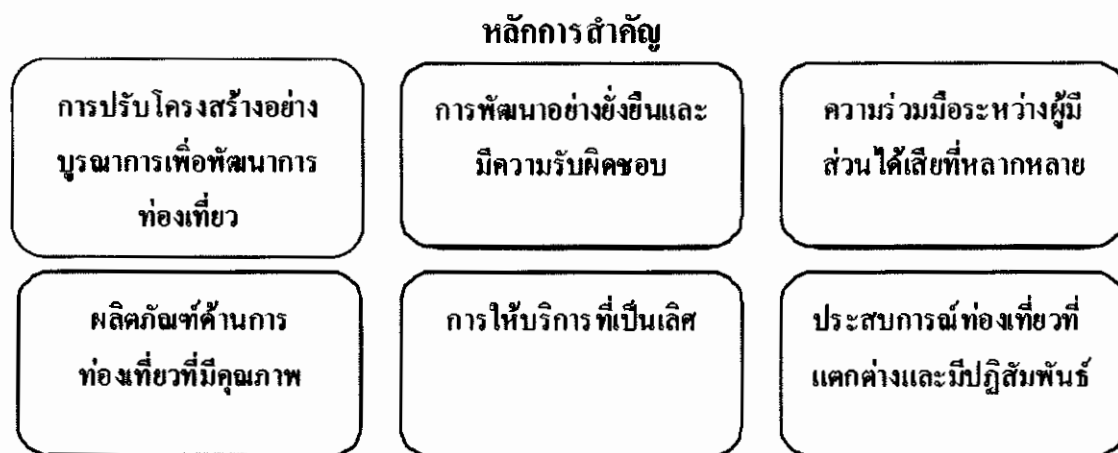 หลักการสำคัญ
การปรับโครงสร้างอย่าง
บูรณาการเพื่อพัฒนาการ
ท่องเที่ยว
การพัฒนาอย่างยั่งยืนและ
มีความรับผิดชอบ
ความร่วมมือระหว่างผู้มี
ส่วนได้เสียที่หลากหลาย
ผลิตภัณฑ์ด้านการ
ท่องเที่ยวที่มีคุณภาพ
การให้บริการที่เป็นเลิศ
ประสบการณ์ท่องเที่ยวที่
แตกต่างและมีปฏิสัมพันธ์